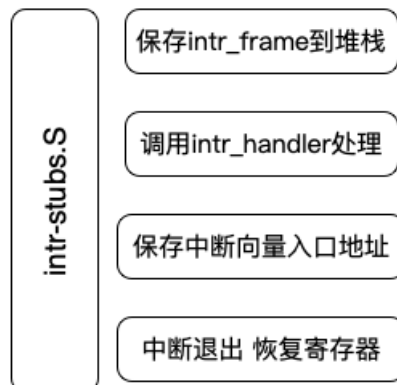 intr-stubs.S
保存intr_frame到堆栈
调用intr_handler处理
保存中断向量入口地址
中断退出 恢复寄存器